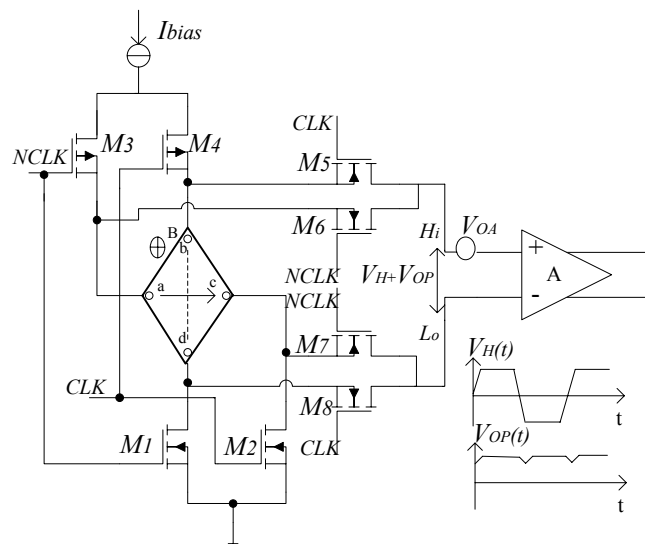 Ibias
M3
M4
CLK
NCLK
M5
M6
Hi
VOA
B
b
a
c
d
NCLK
NCLK
VH+VOP
+
-
A
Lo
M7
CLK
M8
VH(t)
t
M1
M2
CLK
VOP(t)
t